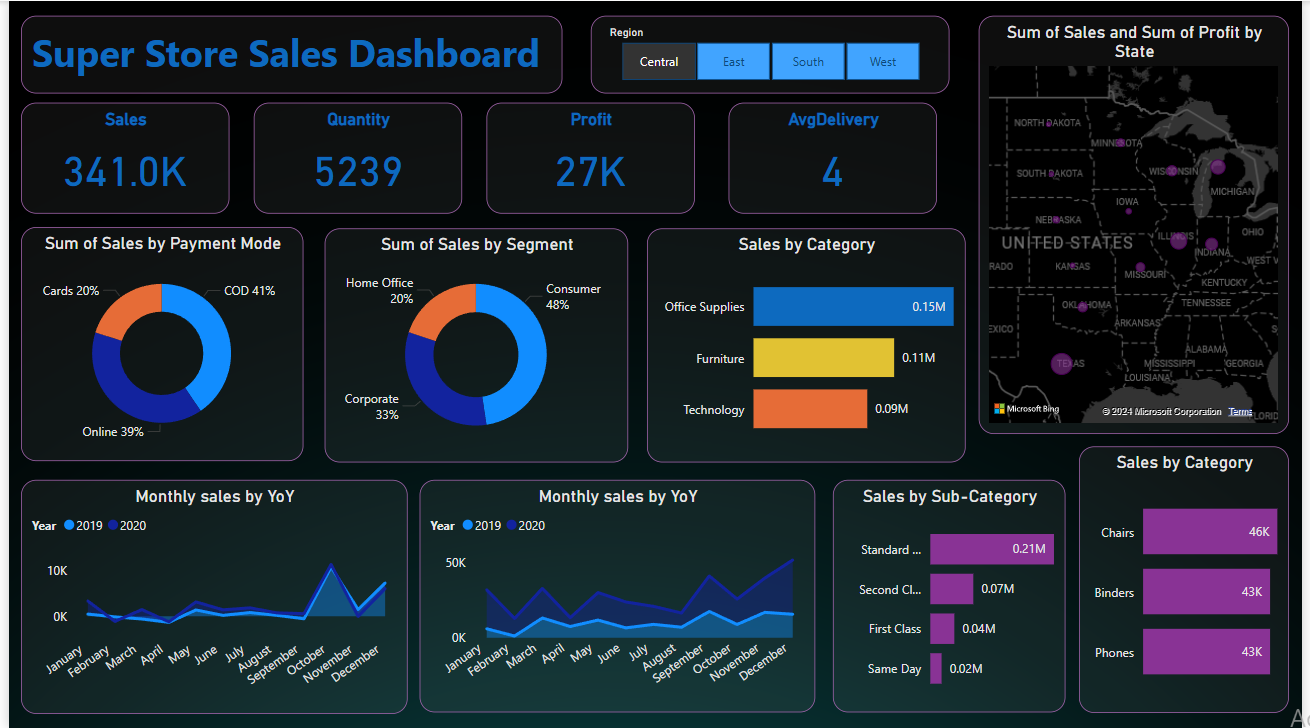 Super Store Sales Dashboard
Region
Central
East
South
West
Sales
341.0K
Quantity
5239
Profit
27K
AvgDelivery
4
Sum of Sales and Sum of Profit by
State
NORTH DAKOTA
MINNESOTA
SOUTH DAKOTA
WISCONSIN
MICHIGAN
IOWA
NEBRASKA
ILLINOIS
OHIO
UNITED STATES
INDIANA
WEST V
RADO
KANSAS
MISSOURI
KENTUCKY
OKLAHOMA
TENNESSEE
EXICO
ARKANSAS
S
ALABAMA
TEXAS
MISSISSIPPI
GEORGIA
LOUISIANA
Microsoft Bing
© 2024 Microsoft Corporation Terms
LORID
Sum of Sales by Payment Mode
Cards 20%
COD 41%
Online 39%
Sum of Sales by Segment
Home Office
20%
Consumer
48%
Corporate
33%
Sales by Category
Office Supplies
0.15M
Furniture
0.11M
Technology
0.09M
Monthly sales by YoY
Year 2019 2020
10K
0K
January
February
March
April
May
June
July
August
September
October
November
December
Monthly sales by YoY
Year 2019 2020
50K
0K
January
February
March
April
May
June
July
August
September
October
November
December
Sales by Sub-Category
Standard ...
0.21M
Second Cl...
0.07M
First Class
0.04M
Same Day
0.02M
Sales by Category
Chairs
46K
Binders
43K
Phones
43K